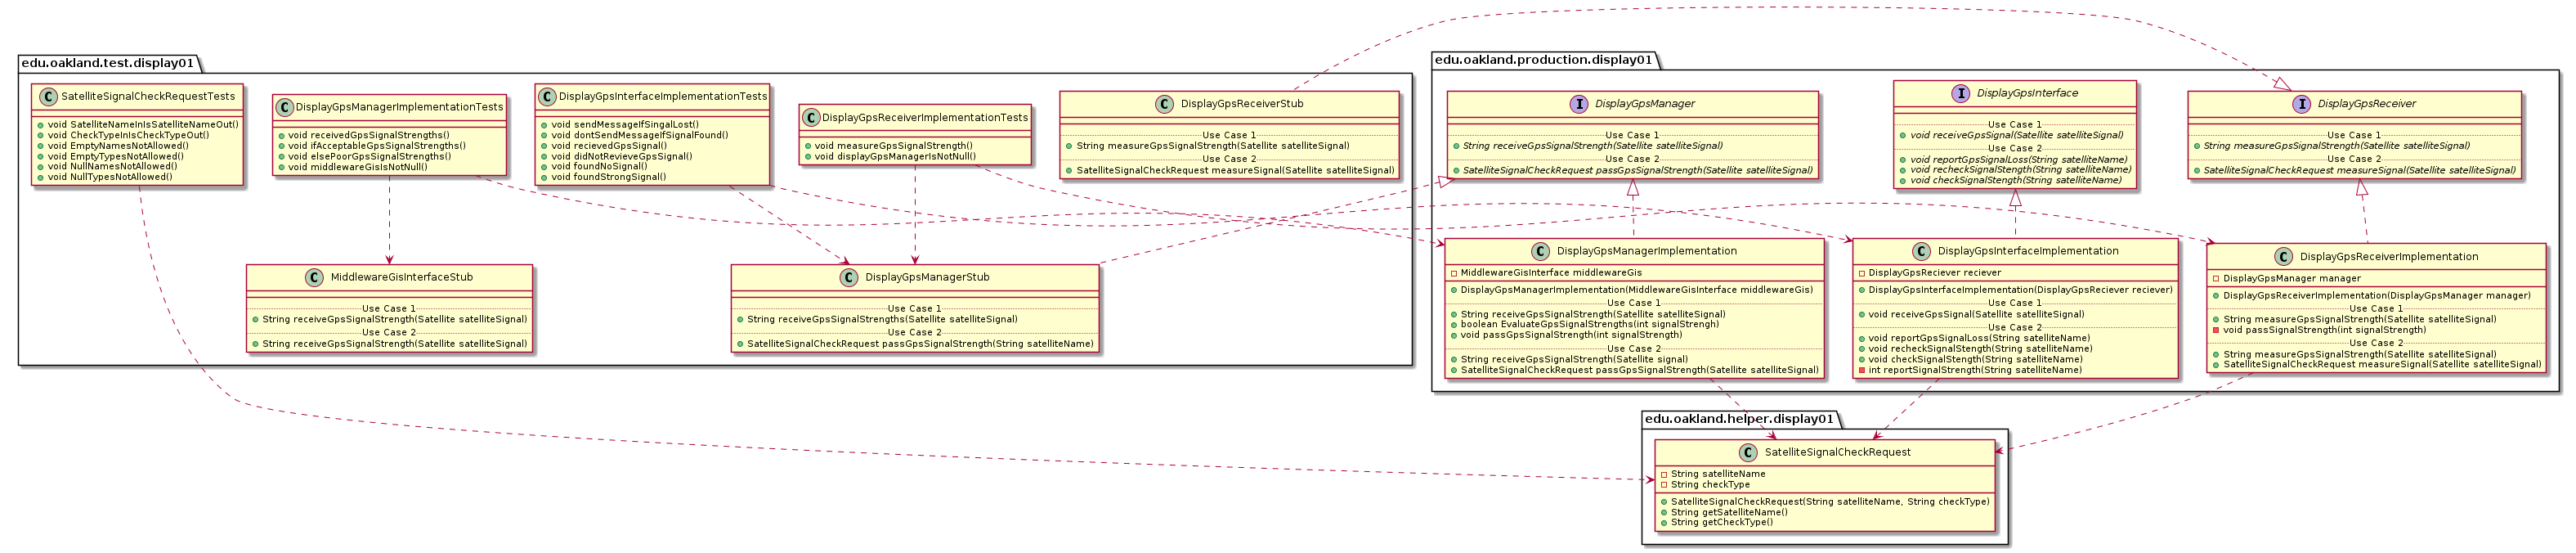 edu.oakland.test.display01
SatelliteSignalCheckRequestTests
void SatelliteNameInIsSatelliteNameOut()
void CheckTypeInIsCheckTypeOut()
void EmptyNamesNotAllowed()
void EmptyTypesNotAllowed()
void NullNamesNotAllowed()
void NullTypesNotAllowed()
DisplayGpsManagerImplementationTests
void receivedGpsSignalStrengths()
void ifAcceptableGpsSignalStrengths()
void elsePoorGpsSignalStrengths()
void middlewareGisIsNotNull()
DisplayGpsInterfaceImplementationTests
void sendMessageIfSingalLost()
void dontSendMessageIfSignalFound()
void recievedGpsSignal()
void didNotRevieveGpsSignal()
void foundNoSignal()
void foundStrongSignal()
DisplayGpsReceiverImplementationTests
void measureGpsSignalStrength()
void displayGpsManagerIsNotNull()
DisplayGpsReceiverStub
Use Case 1
String measureGpsSignalStrength(Satellite satelliteSignal)
Use Case 2
SatelliteSignalCheckRequest measureSignal(Satellite satelliteSignal)
MiddlewareGisInterfaceStub
Use Case 1
String receiveGpsSignalStrength(Satellite satelliteSignal)
Use Case 2
String receiveGpsSignalStrength(Satellite satelliteSignal)
DisplayGpsManagerStub
Use Case 1
String receiveGpsSignalStrengths(Satellite satelliteSignal)
Use Case 2
SatelliteSignalCheckRequest passGpsSignalStrength(String satelliteName)
edu.oakland.production.display01
DisplayGpsManager
Use Case 1
String receiveGpsSignalStrength(Satellite satelliteSignal)
Use Case 2
SatelliteSignalCheckRequest passGpsSignalStrength(Satellite satelliteSignal)
DisplayGpsInterface
Use Case 1
void receiveGpsSignal(Satellite satelliteSignal)
Use Case 2
void reportGpsSignalLoss(String satelliteName)
void recheckSignalStength(String satelliteName)
void checkSignalStength(String satelliteName)
DisplayGpsReceiver
Use Case 1
String measureGpsSignalStrength(Satellite satelliteSignal)
Use Case 2
SatelliteSignalCheckRequest measureSignal(Satellite satelliteSignal)
DisplayGpsManagerImplementation
MiddlewareGisInterface middlewareGis
DisplayGpsManagerImplementation(MiddlewareGisInterface middlewareGis)
Use Case 1
String receiveGpsSignalStrength(Satellite satelliteSignal)
boolean EvaluateGpsSignalStrengths(int signalStrengh)
void passGpsSignalStrength(int signalStrength)
Use Case 2
String receiveGpsSignalStrength(Satellite signal)
SatelliteSignalCheckRequest passGpsSignalStrength(Satellite satelliteSignal)
DisplayGpsInterfaceImplementation
DisplayGpsReciever reciever
DisplayGpsInterfaceImplementation(DisplayGpsReciever reciever)
Use Case 1
void receiveGpsSignal(Satellite satelliteSignal)
Use Case 2
void reportGpsSignalLoss(String satelliteName)
void recheckSignalStength(String satelliteName)
void checkSignalStength(String satelliteName)
int reportSignalStrength(String satelliteName)
DisplayGpsReceiverImplementation
DisplayGpsManager manager
DisplayGpsReceiverImplementation(DisplayGpsManager manager)
Use Case 1
String measureGpsSignalStrength(Satellite satelliteSignal)
void passSignalStrength(int signalStrength)
Use Case 2
String measureGpsSignalStrength(Satellite satelliteSignal)
SatelliteSignalCheckRequest measureSignal(Satellite satelliteSignal)
edu.oakland.helper.display01
SatelliteSignalCheckRequest
String satelliteName
String checkType
SatelliteSignalCheckRequest(String satelliteName, String checkType)
String getSatelliteName()
String getCheckType()